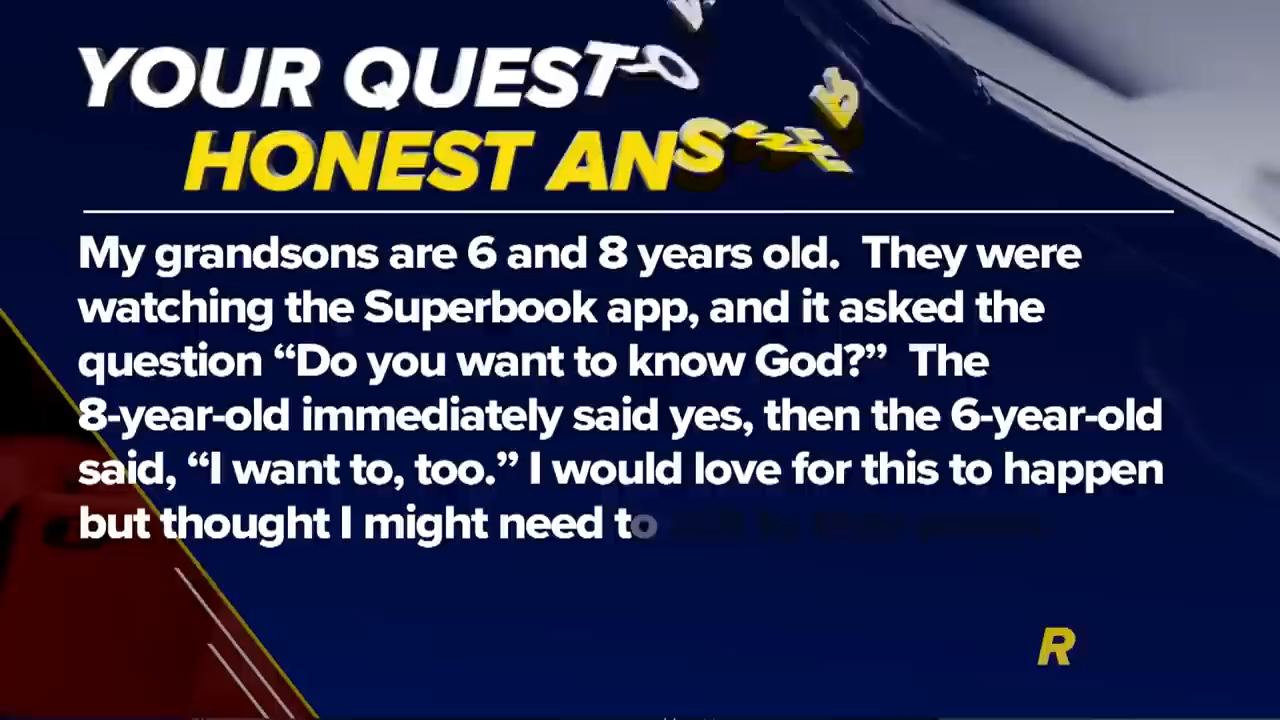 YOUR QUESTIO
HONEST ANSWER
My grandsons are 6 and 8 years old.  They were
watching the Superbook app, and it asked the
question “Do you want to know God?”  The
8-year-old immediately said yes, then the 6-year-old
said, “I want to, too.” I would love for this to happen
but thought I might need to
R